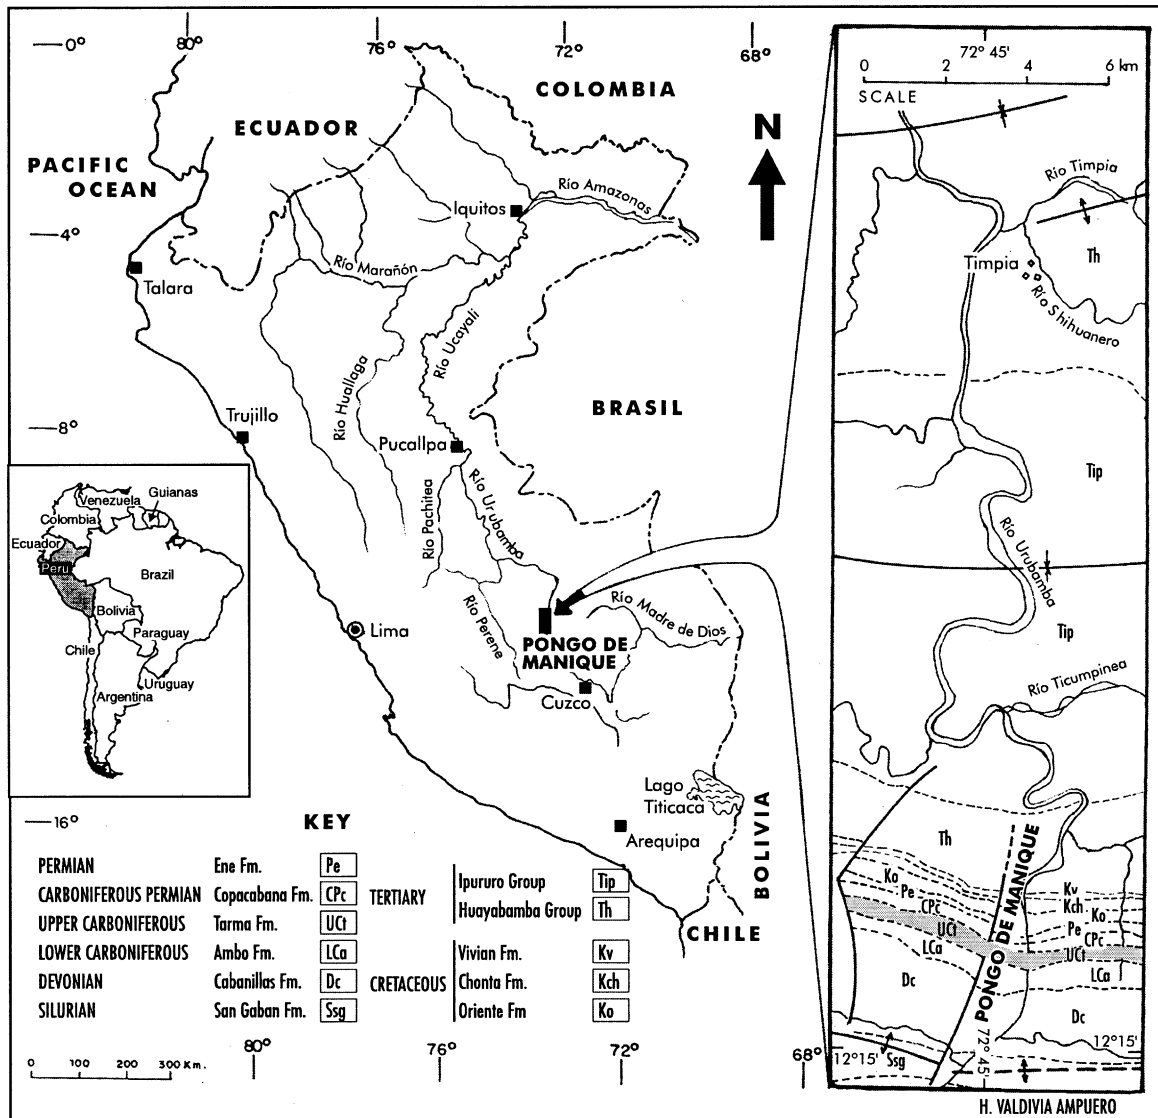 0°
80°
76°
72°
68°
COLOMBIA
ECUADOR
PACIFIC
OCEAN
N
Río Amazonas
Iquitos
4°
Río Marañón
Talara
Río Ucayali
Río Huallaga
BRASIL
Trujillo
8°
Pucallpa
Río Urubamba
Río Pachitea
Río Perene
Río Madre de Dios
Lima
PONGO DE
MANIQUE
Cuzco
Lago
Titicaca
BOLIVIA
16°
Arequipa
CHILE
Venezuela
Guianas
Colombia
Ecuador
Peru
Brazil
Bolivia
Paraguay
Chile
Uruguay
Argentina
KEY
PERMIAN Ene Fm. Pe
CARBONIFEROUS PERMIAN Copacabana Fm. CPc
UPPER CARBONIFEROUS Tarma Fm. UCt
LOWER CARBONIFEROUS Ambo Fm. LCa
DEVONIAN Cabanillas Fm. Dc
SILURIAN San Gaban Fm. Ssg
TERTIARY
Ipururo Group Tip
Huayabamba Group Th
CRETACEOUS
Vivian Fm. Kv
Chonta Fm. Kch
Oriente Fm Ko
0 100 200 300 Km.
80°
76°
72°
68°
72° 45'
0 2 4 6 km
SCALE
Río Timpia
Th
Timpia
Río Shihuanero
Tip
Río Urubamba
Tip
Río Ticumpinea
Th
PONGO DE MANIQUE
Ko
Pe
CPc
UCt
LCa
Dc
Kv
Kch
Ko
Pe
CPc
UCt
LCa
Dc
12°15'
Ssg
72° 45'
12°15'
H. VALDIVIA AMPUERO